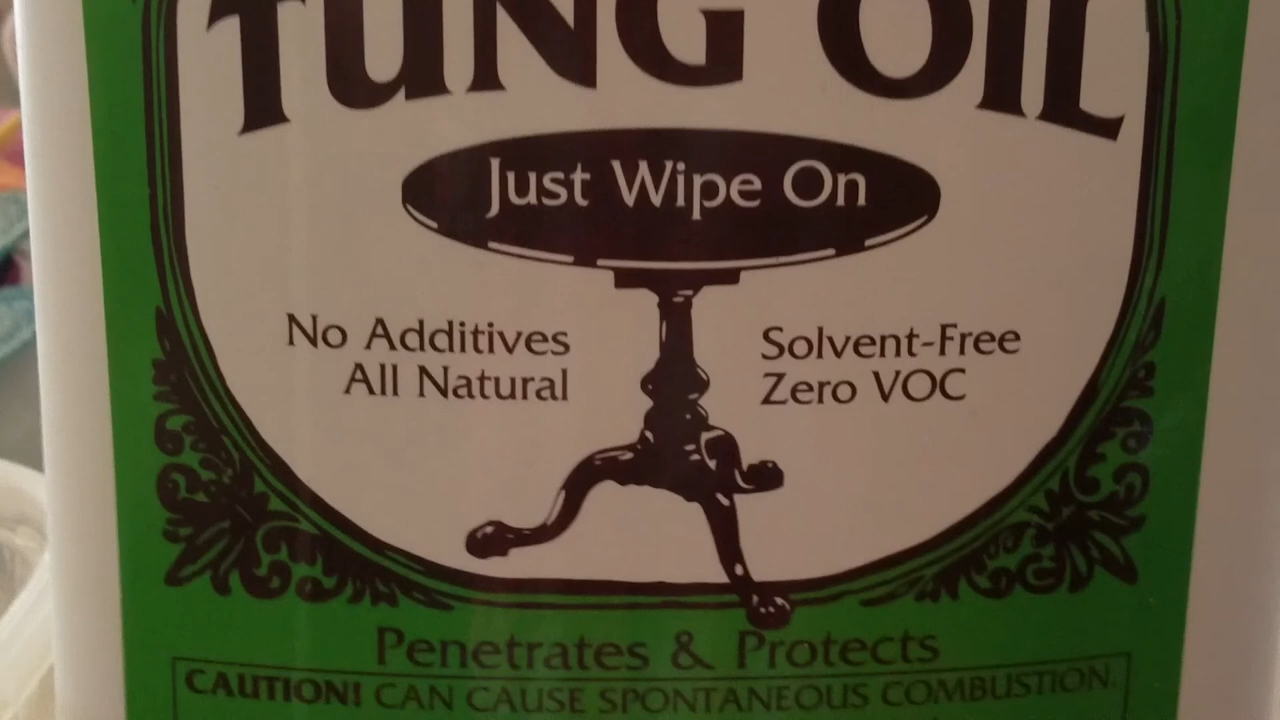 TUNG OIL
Just Wipe On
No Additives
All Natural
Solvent-Free
Zero VOC
Penetrates & Protects
CAUTION! CAN CAUSE SPONTANEOUS COMBUSTION.